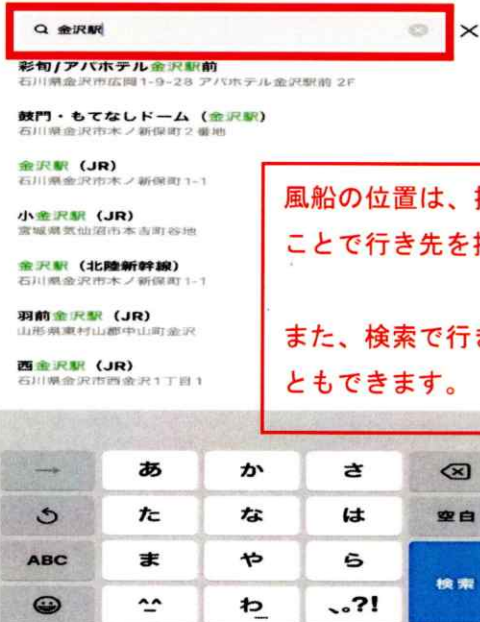 金沢駅
彩旬/アパホテル金沢駅前
石川県金沢市広岡1-9-28 アパホテル金沢駅前 2F
鼓門・もてなしドーム (金沢駅)
石川県金沢市木ノ新保町2番地
金沢駅 (JR)
石川県金沢市木ノ新保町1-1
小金沢駅 (JR)
宮城県気仙沼市本吉町谷地
金沢駅 (北陸新幹線)
石川県金沢市木ノ新保町1-1
羽前金沢駅 (JR)
山形県東村山郡中山町金沢
西金沢駅 (JR)
石川県金沢市西金沢1丁目1
風船の位置は、
ことで行き先を
また、検索で行
ともできます。
→ あ か さ
た な は 空白
ABC ま や ら 検索
^^ わ 、。?!